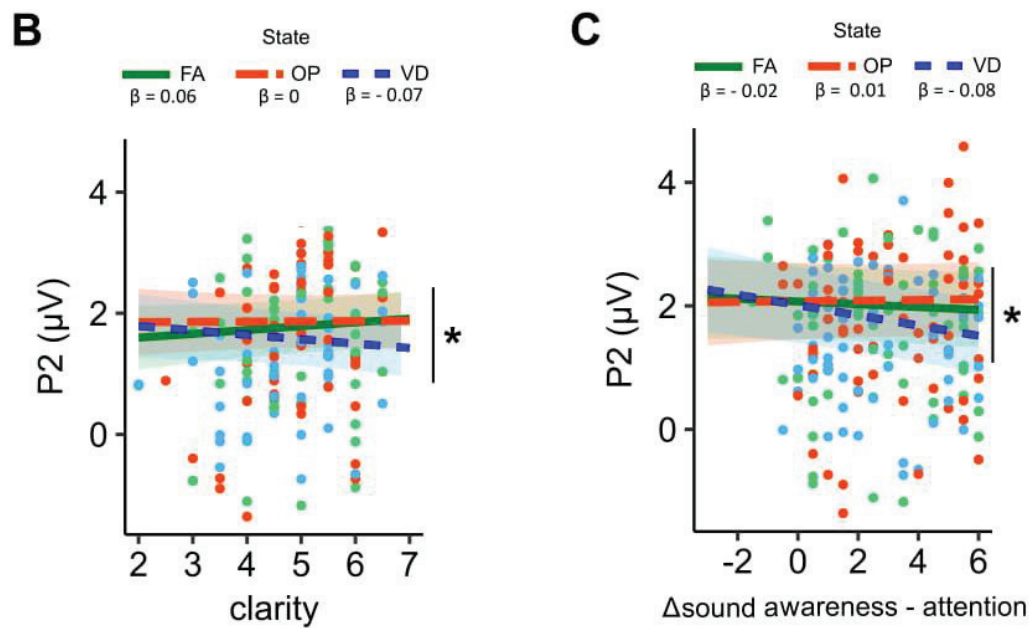 B
State
FA OP VD
β = 0.06 β = 0 β = - 0.07
P2 (µV)
4
2
0
*
2 3 4 5 6 7
clarity
C
State
FA OP VD
β = - 0.02 β = 0.01 β = - 0.08
P2 (µV)
4
2
0
*
-2 0 2 4 6
Δsound awareness - attention